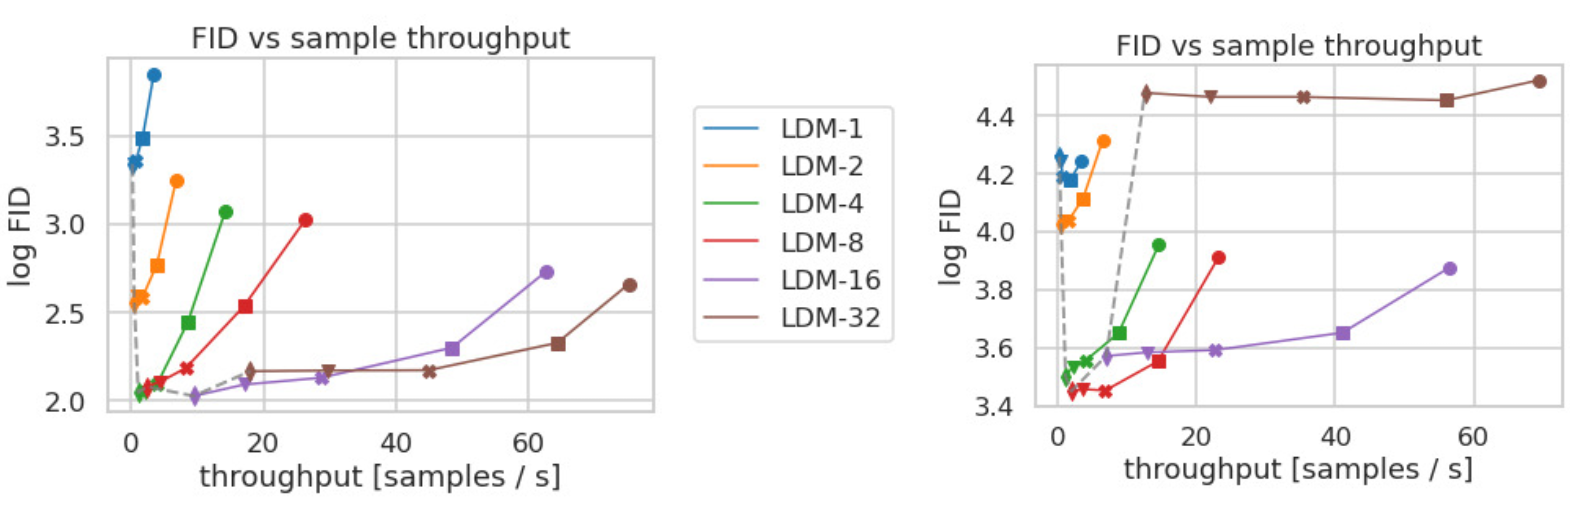 FID vs sample throughput
log FID
3.5
3.0
2.5
2.0
0 20 40 60
throughput [samples / s]
LDM-1
LDM-2
LDM-4
LDM-8
LDM-16
LDM-32
FID vs sample throughput
log FID
4.4
4.2
4.0
3.8
3.6
3.4
0 20 40 60
throughput [samples / s]